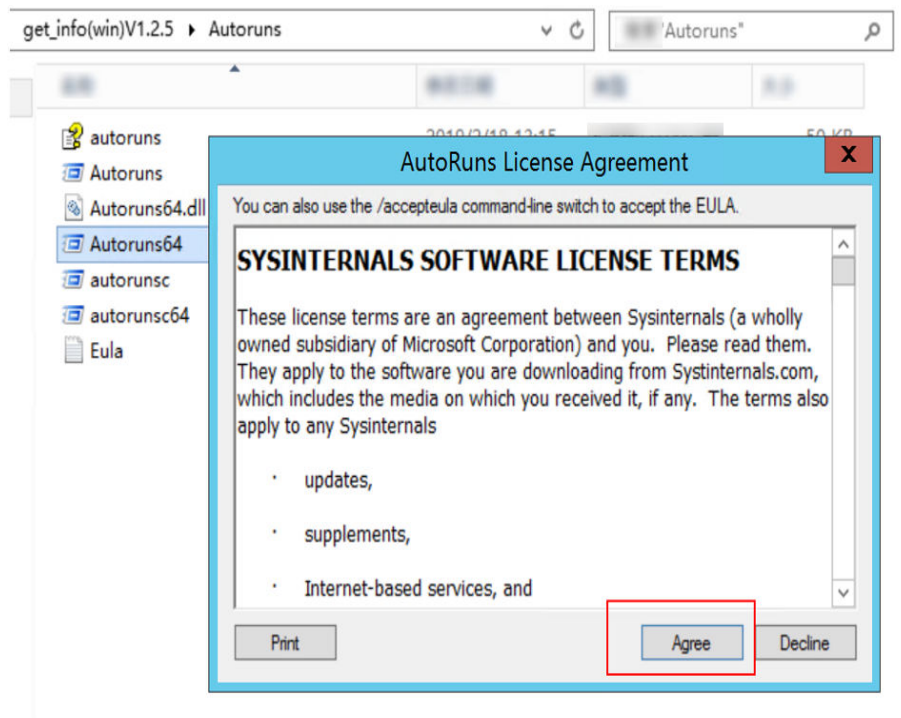 get_info(win)V1.2.5 ▸ Autoruns
'Autoruns"
autoruns
Autoruns
Autoruns64.dll
Autoruns64
autorunsc
autorunsc64
Eula
AutoRuns License Agreement
X
You can also use the /accepteula command-line switch to accept the EULA.
SYSINTERNALS SOFTWARE LICENSE TERMS
These license terms are an agreement between Sysinternals (a wholly
owned subsidiary of Microsoft Corporation) and you. Please read them.
They apply to the software you are downloading from Systinternals.com,
which includes the media on which you received it, if any. The terms also
apply to any Sysinternals
· updates,
· supplements,
· Internet-based services, and
Print
Agree
Decline